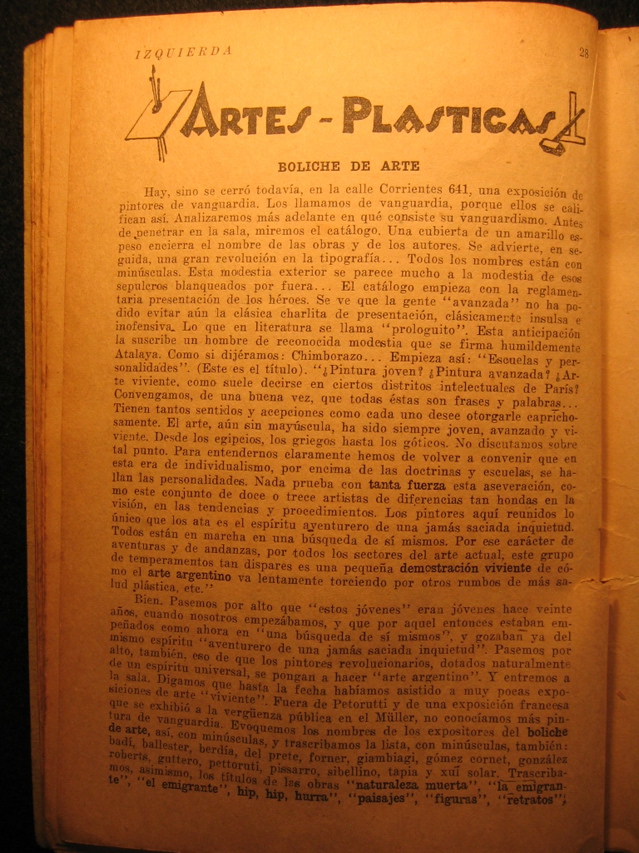 IZQUIERDA 28
ARTES - PLASTICAS
BOLICHE DE ARTE
Hay, sino se cerró todavía, en la calle Corrientes 641, una exposición de
pintores de vanguardia. Los llamamos de vanguardia, porque ellos se cali-
fican así. Analizaremos más adelante en qué consiste su vanguardismo. Antes
de penetrar en la sala, miremos el catálogo. Una cubierta de un amarillo es-
peso encierra el nombre de las obras y de los autores. Se advierte, en se-
guida, una gran revolución en la tipografía... Todos los nombres están con
minúsculas. Esta modestia exterior se parece mucho a la modestia de esos
sepulcros blanqueados por fuera... El catálogo empieza con la reglamen-
taria presentación de los héroes. Se ve que la gente "avanzada" no ha po-
dido evitar aún la clásica charlita de presentación, clásicamente insulsa e
inofensiva. Lo que en literatura se llama "prologuito". Esta anticipación
la suscribe un hombre de reconocida modestia que se firma humildemente
Atalaya. Como si dijéramos: Chimborazo... Empieza así: "Escuelas y per-
sonalidades". (Este es el título). "¿Pintura joven? ¿Pintura avanzada? ¿Ar-
te viviente, como suele decirse en ciertos distritos intelectuales de París?
Convengamos, de una buena vez, que todas éstas son frases y palabras...
Tienen tantos sentidos y acepciones como cada uno desee otorgarle capricho-
samente. El arte, aún sin mayúscula, ha sido siempre joven, avanzado y vi-
viente. Desde los egipcios, los griegos hasta los góticos. No discutamos sobre
tal punto. Para entendernos claramente hemos de volver a convenir que en
esta era de individualismo, por encima de las doctrinas y escuelas, se ha-
llan las personalidades. Nada prueba con tanta fuerza esta aseveración, co-
mo este conjunto de doce o trece artistas de diferencias tan hondas en la
visión, en las tendencias y procedimientos. Los pintores aquí reunidos lo
único que los ata es el espíritu aventurero de una jamás saciada inquietud.
Todos están en marcha en una búsqueda de sí mismos. Por ese carácter de
aventuras y de andanzas, por todos los sectores del arte actual, este grupo
de temperamentos tan dispares es una pequeña demostración viviente de có-
mo el arte argentino va lentamente torciendo por otros rumbos de más sa-
lud plástica, etc."
Bien. Pasemos por alto que "estos jóvenes" eran jóvenes hace veinte
años, cuando nosotros empezábamos, y que por aquel entonces estaban em-
peñados como ahora en "una búsqueda de sí mismos", y gozaban ya del
mismo espíritu "aventurero de una jamás saciada inquietud". Pasemos por
alto, también, eso de que los pintores revolucionarios, dotados naturalmente
de un espíritu universal, se pongan a hacer "arte argentino". Y entremos a
la sala. Digamos que hasta la fecha habíamos asistido a muy pocas expo-
siciones de arte "viviente". Fuera de Petorutti y de una exposición francesa
que se exhibió a la vergüenza pública en el Müller, no conocíamos más pin-
tura de vanguardia. Evoquemos los nombres de los expositores del boliche
de arte, así, con minúsculas, y trascribamos la lista, con minúsculas, también:
badí, ballester, berdía, del prete, forner, giambiagi, gómez cornet, gonzález
roberts, guttero, pettoruti, pissarro, sibellino, tapia y xul solar. Trascriba-
mos, asimismo, los títulos de las obras "naturaleza muerta", "la emigran-
te", "el emigrante", hip, hip, hurra", "paisajes", "figuras", "retratos",